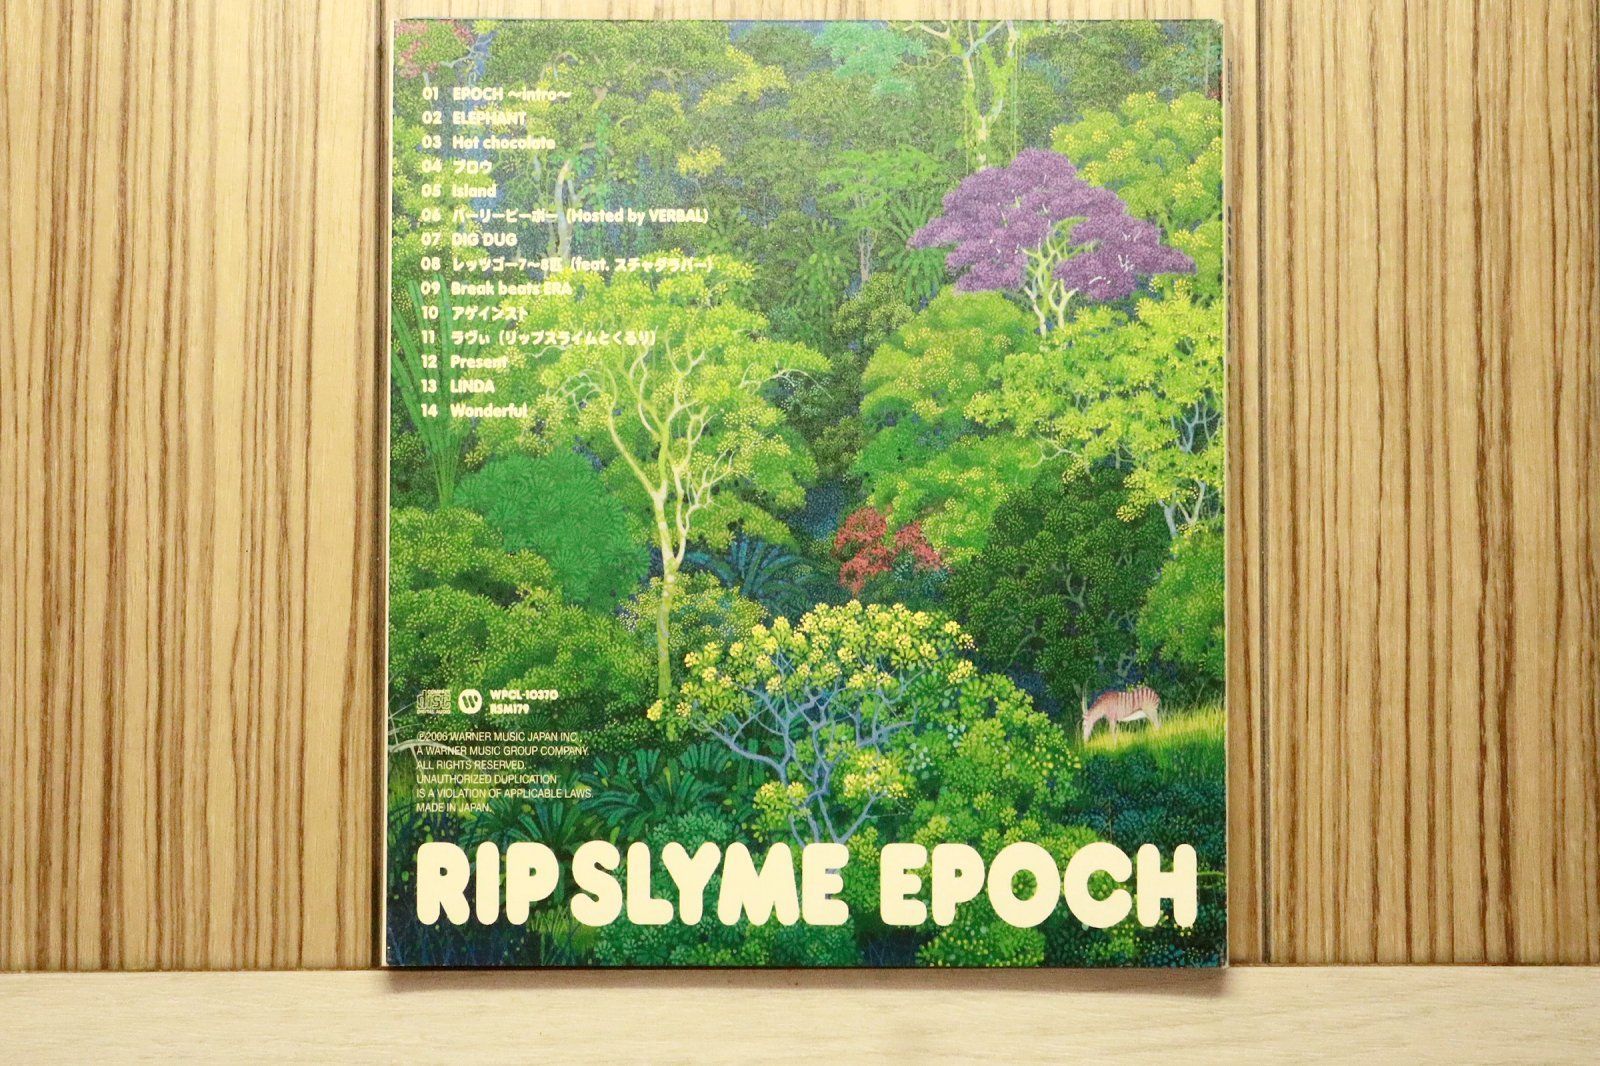 01 EPOCH ～intro～
02 ELEPHANT
03 Hot chocolate
04 ブロウ
05 Island
06 パーリーピーポー (Hosted by VERBAL)
07 DIG DUG
08 レッツゴー7～8匹 (feat. スチャダラパー)
09 Break beats ERA
10 アゲインスト
11 ラヴぃ (リップスライムとくるり)
12 Present
13 LINDA
14 Wonderful
COMPACT disc DIGITAL AUDIO
WPCL-10370
RSM179
℗2006 WARNER MUSIC JAPAN INC.,
A WARNER MUSIC GROUP COMPANY.
ALL RIGHTS RESERVED.
UNAUTHORIZED DUPLICATION
IS A VIOLATION OF APPLICABLE LAWS.
MADE IN JAPAN.
RIP SLYME EPOCH